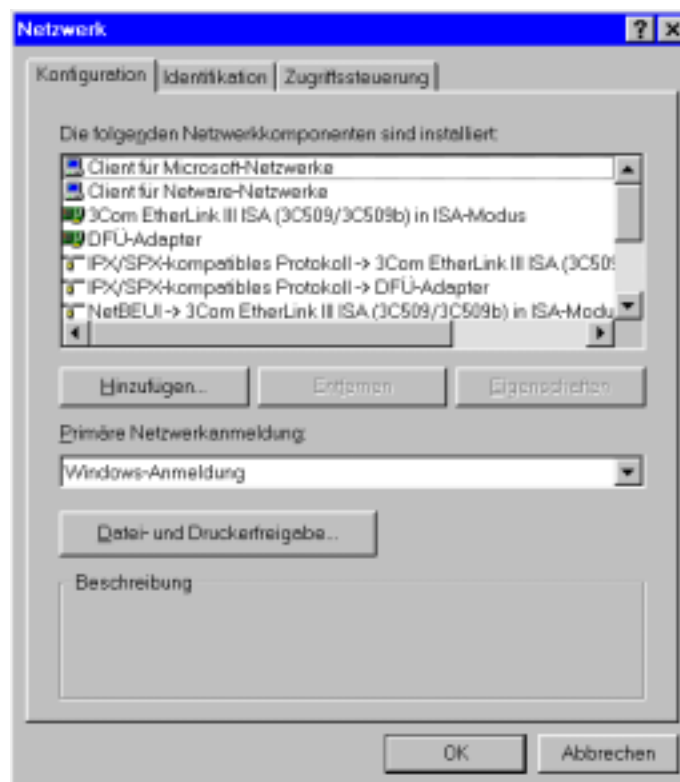 Netzwerk
Konfiguration Identifikation Zugriffssteuerung
Die folgenden Netzwerkkomponenten sind installiert:
Client für Microsoft-Netzwerke
Client für Netware-Netzwerke
3Com EtherLink III ISA (3C509/3C509b) in ISA-Modus
DFÜ-Adapter
IPX/SPX-kompatibles Protokoll -> 3Com EtherLink III ISA (3C509
IPX/SPX-kompatibles Protokoll -> DFÜ-Adapter
NetBEUI -> 3Com EtherLink III ISA (3C509/3C509b) in ISA-Modu
Hinzufügen... Entfernen Eigenschaften
Primäre Netzwerkanmeldung:
Windows-Anmeldung
Datei- und Druckerfreigabe...
Beschreibung
OK Abbrechen